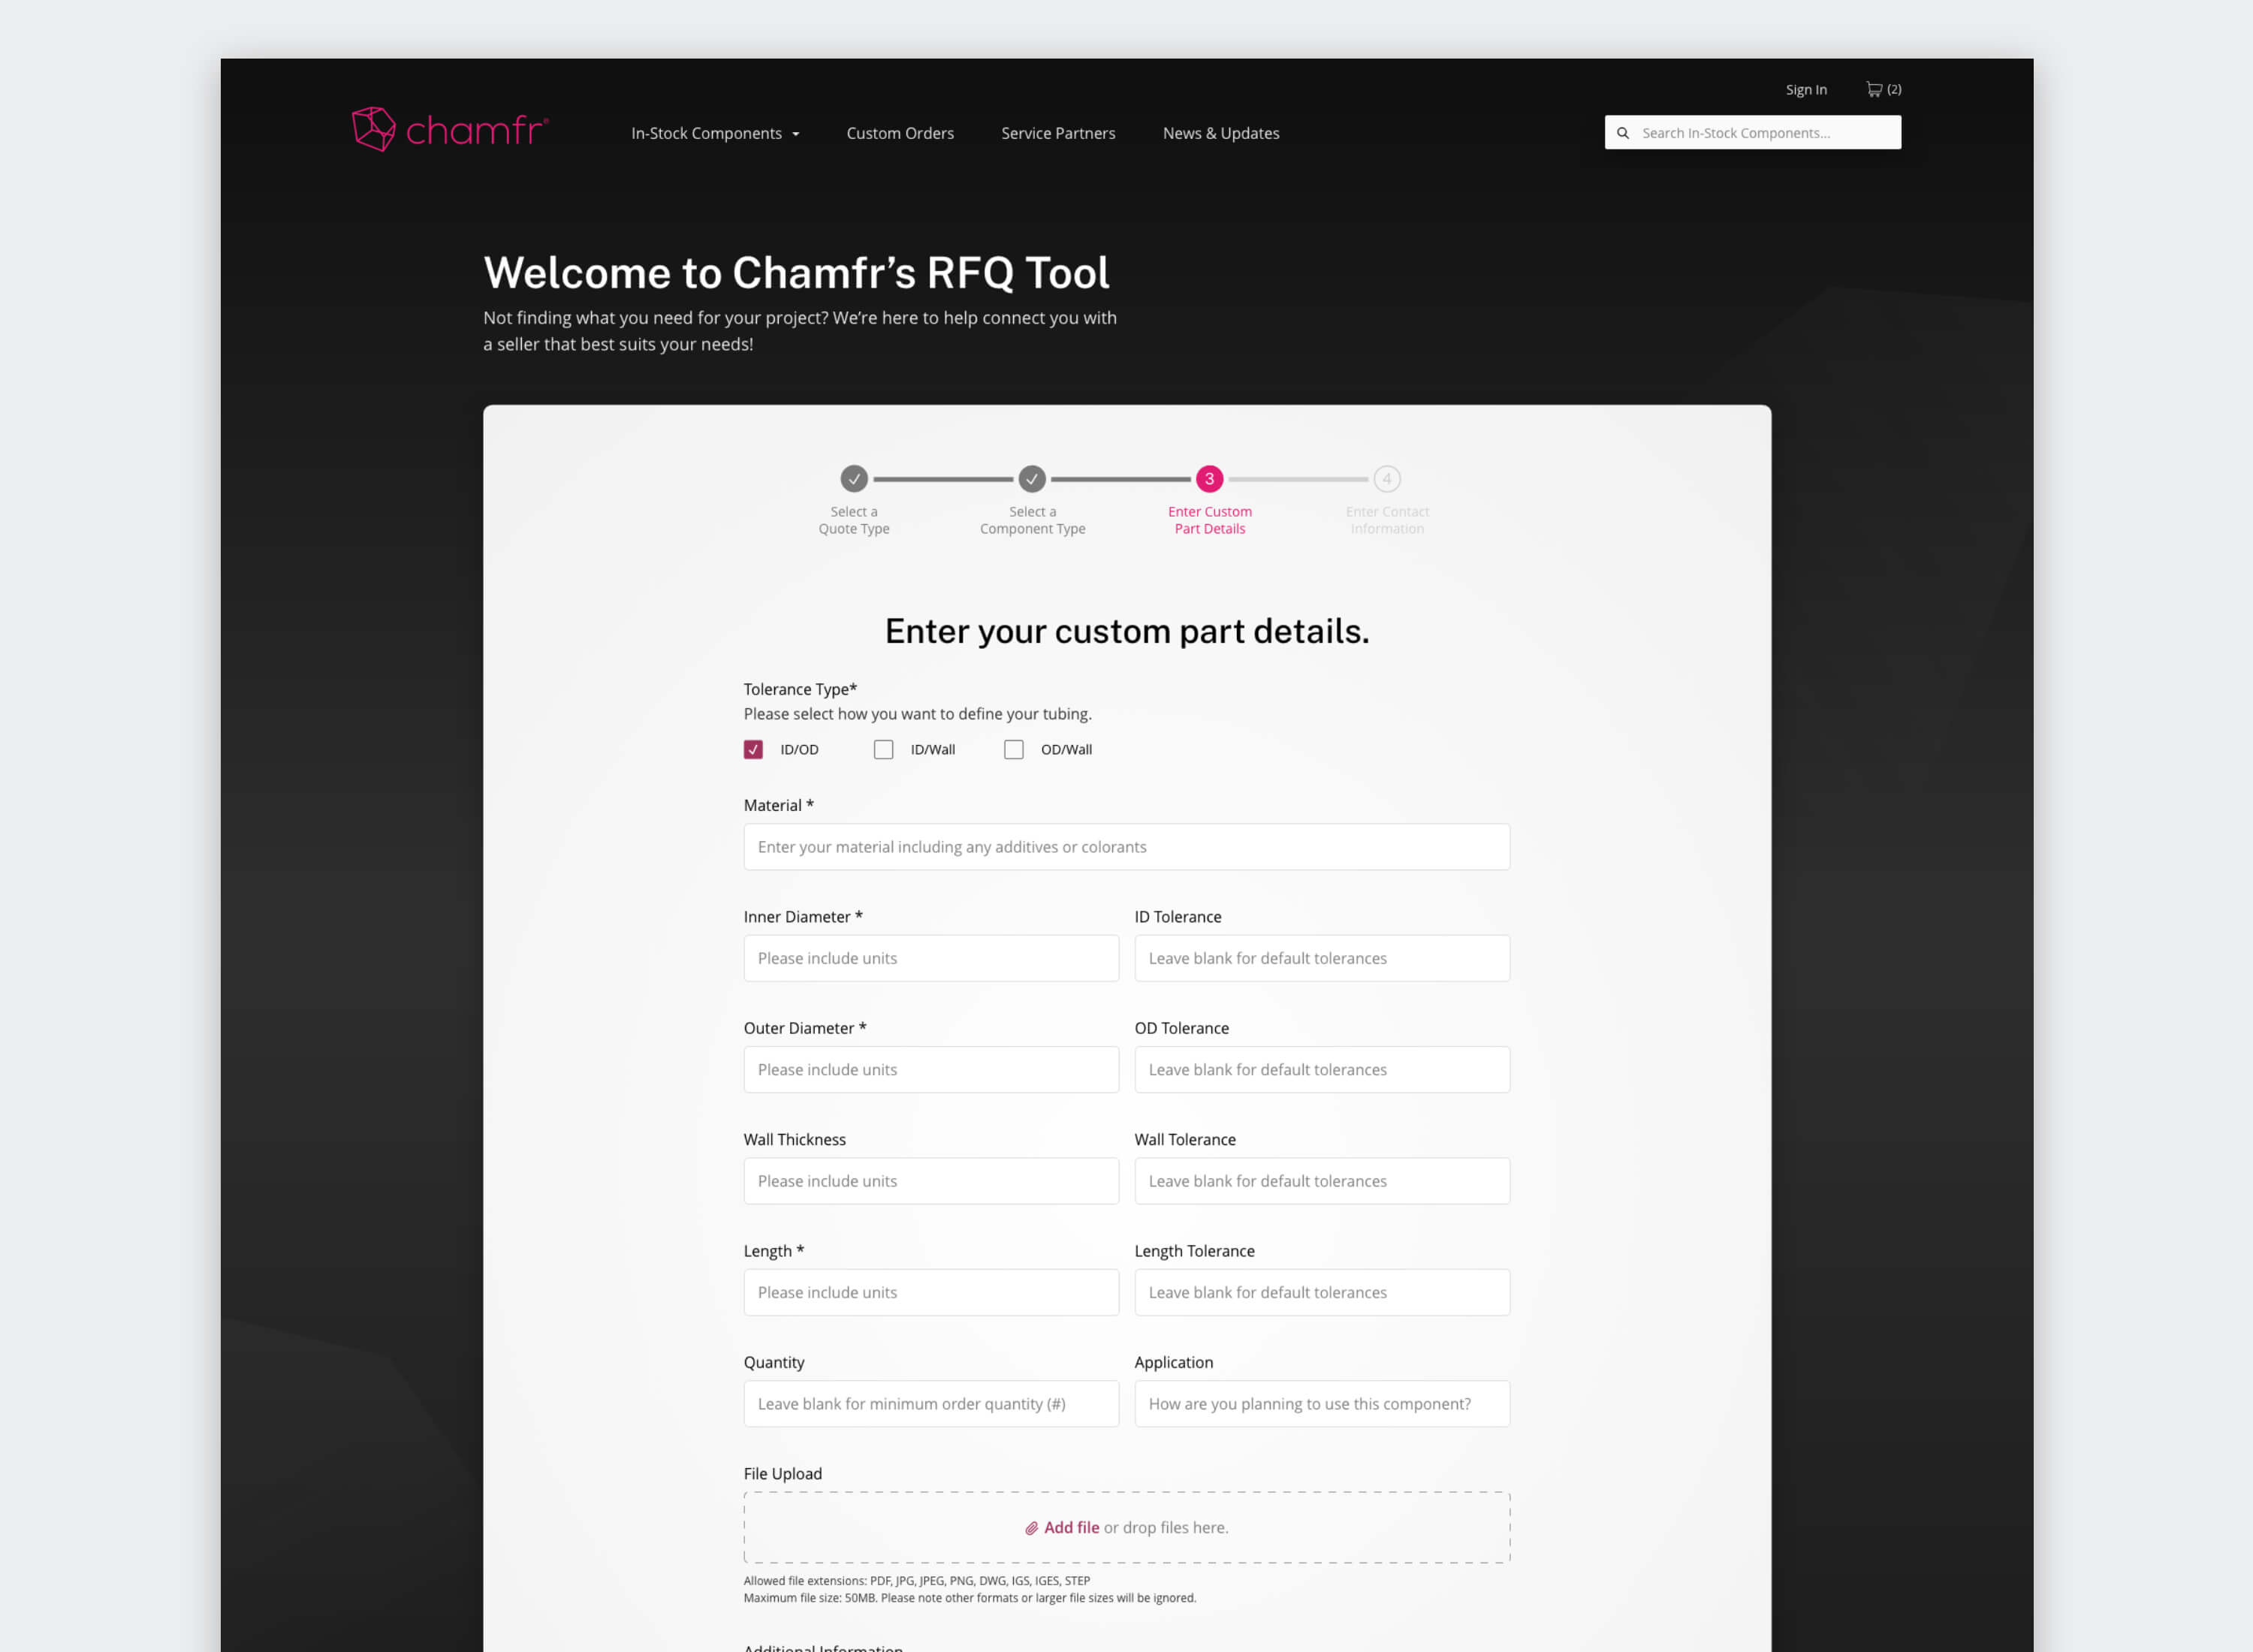 Sign In
(2)
chamfr
In-Stock Components
Custom Orders
Service Partners
News & Updates
Search In-Stock Components...
Welcome to Chamfr’s RFQ Tool
Not finding what you need for your project? We’re here to help connect you with
a seller that best suits your needs!
3
4
Select a
Quote Type
Select a
Component Type
Enter Custom
Part Details
Enter Contact
Information
Enter your custom part details.
Tolerance Type*
Please select how you want to define your tubing.
ID/OD
ID/Wall
OD/Wall
Material *
Enter your material including any additives or colorants
Inner Diameter *
ID Tolerance
Please include units
Leave blank for default tolerances
Outer Diameter *
OD Tolerance
Please include units
Leave blank for default tolerances
Wall Thickness
Wall Tolerance
Please include units
Leave blank for default tolerances
Length *
Length Tolerance
Please include units
Leave blank for default tolerances
Quantity
Application
Leave blank for minimum order quantity (#)
How are you planning to use this component?
File Upload
Add file or drop files here.
Allowed file extensions: PDF, JPG, JPEG, PNG, DWG, IGS, IGES, STEP
Maximum file size: 50MB. Please note other formats or larger file sizes will be ignored.
Additional Information